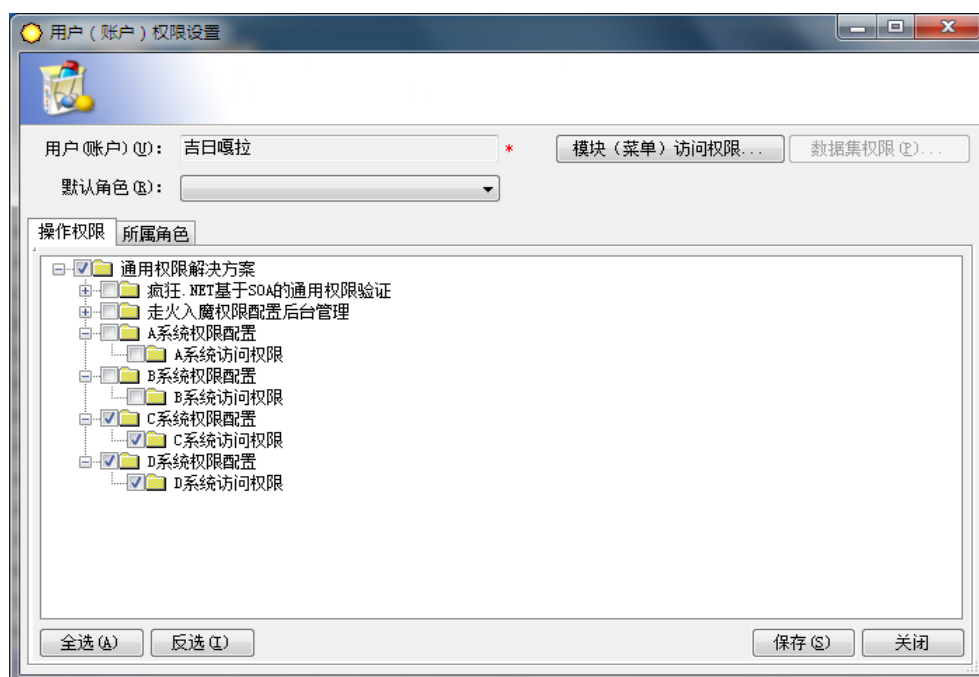 用户（账户）权限设置
用户(账户)(U)： 吉日嘎拉 * 模块（菜单）访问权限... 数据集权限(P)...
默认角色(R)：
操作权限 所属角色
通用权限解决方案
疯狂.NET基于SOA的通用权限验证
走火入魔权限配置后台管理
A系统权限配置
A系统访问权限
B系统权限配置
B系统访问权限
C系统权限配置
C系统访问权限
D系统权限配置
D系统访问权限
全选(A) 反选(I) 保存(S) 关闭